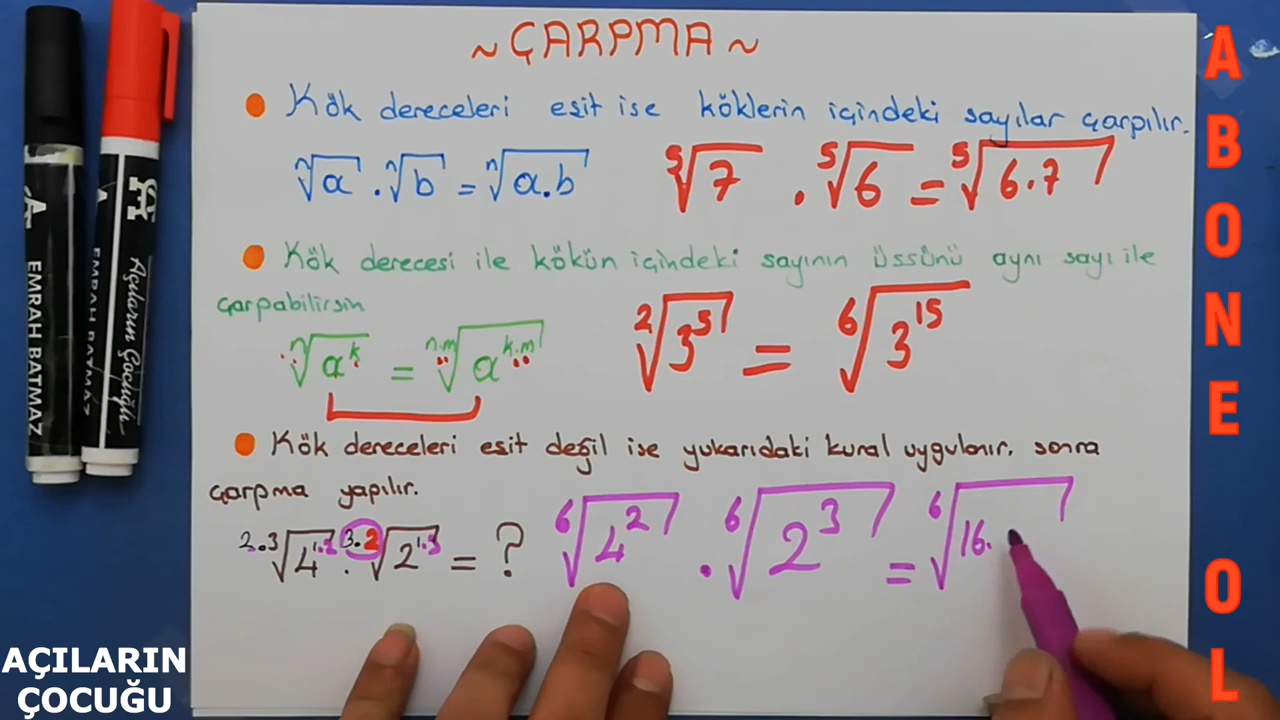 ~ÇARPMA~
Kök dereceleri eşit ise köklerin içindeki sayılar çarpılır.
ⁿ√a . ⁿ√b = ⁿ√a.b   ⁵√7 . ⁵√6 = ⁵√6.7
Kök derecesi ile kökün içindeki sayının üssünü aynı sayı ile
çarpabilirsin
ⁿ√aᵏ = ⁿ·ᵐ√aᵏ·ᵐ   ²√3⁵ = ⁶√3¹⁵
Kök dereceleri eşit değil ise yukarıdaki kural uygulanır. sonra
çarpma yapılır.
²·³√4¹·² . ³·²√2¹·³ = ?   ⁶√4² . ⁶√2³ = ⁶√16.
EMRAH BATMAZ
EMRAH BATMAZ
Açıların Çocuğu
AÇILARIN
ÇOCUĞU
ABONE OL